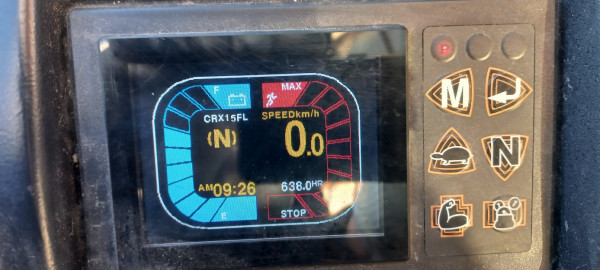 F
MAX
CRX15FL
SPEEDkm/h
(N)
0.0
AM09:26
638.0HR
E
STOP
M
N